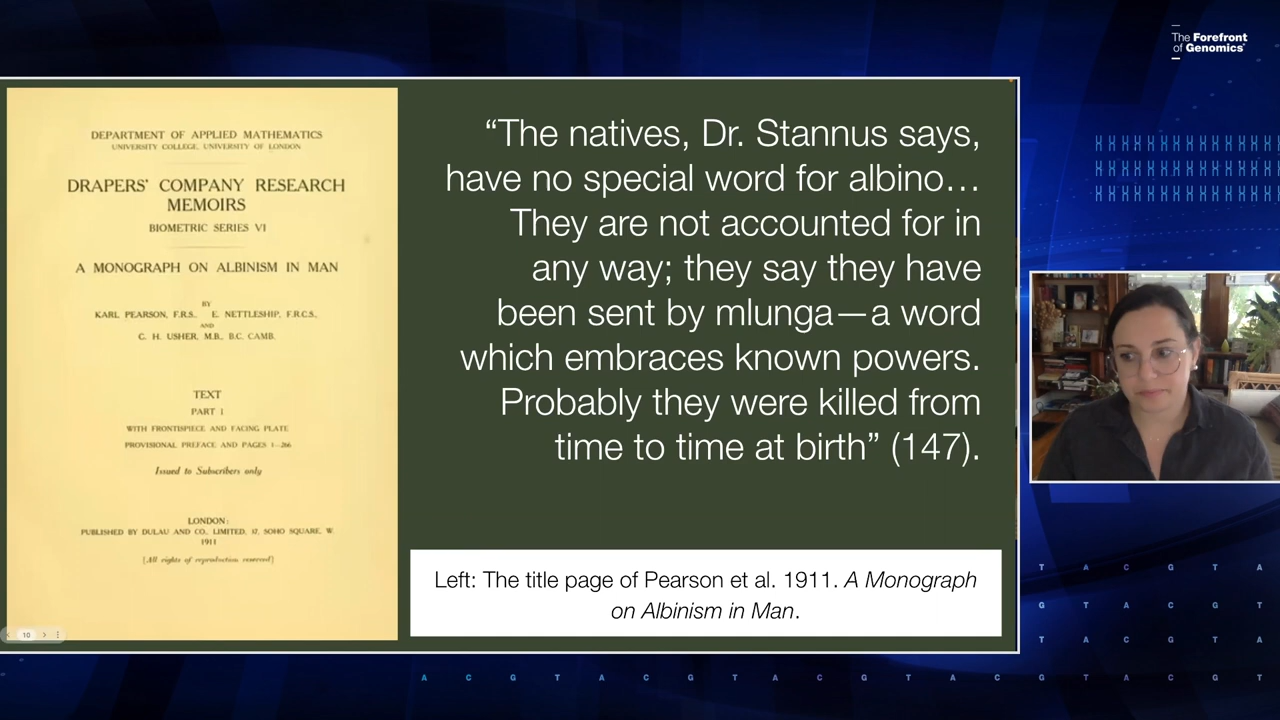 The Forefront
of Genomics
DEPARTMENT OF APPLIED MATHEMATICS
UNIVERSITY COLLEGE, UNIVERSITY OF LONDON
DRAPERS' COMPANY RESEARCH
MEMOIRS
BIOMETRIC SERIES VI
A MONOGRAPH ON ALBINISM IN MAN
BY
KARL PEARSON, F.R.S., E. NETTLESHIP, F.R.C.S.,
AND
C. H. USHER, M.B., B.C. CAMB.
TEXT
PART 1
WITH FRONTISPIECE AND FACING PLATE
PROVISIONAL PREFACE AND PAGES 1–266
Issued to Subscribers only
LONDON:
PUBLISHED BY DULAU AND CO., LIMITED, 37, SOHO SQUARE, W.
1911
[All rights of reproduction reserved]
10
“The natives, Dr. Stannus says,
have no special word for albino…
They are not accounted for in
any way; they say they have
been sent by mlunga—a word
which embraces known powers.
Probably they were killed from
time to time at birth” (147).
Left: The title page of Pearson et al. 1911. A Monograph
on Albinism in Man.
T A C G T A
G T A C G T
T A C G T A
A C G T A C G T A C G T A C G T A C G T